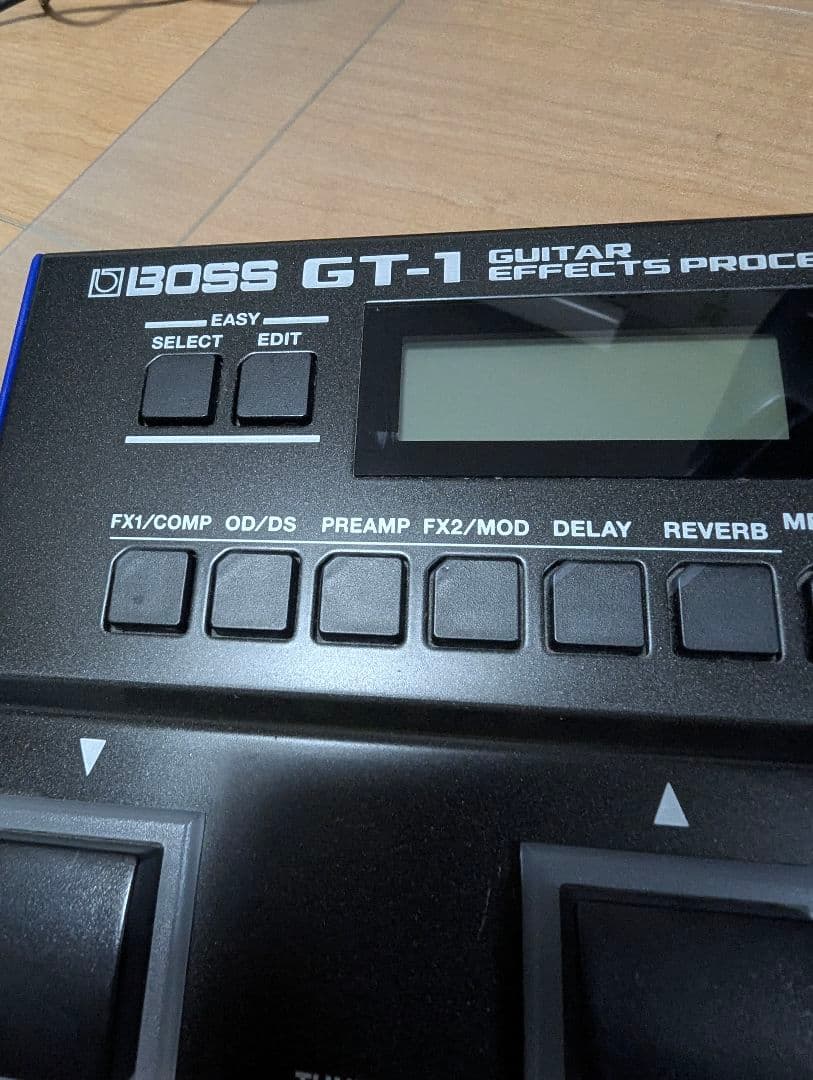 BOSS GT-1 GUITAR
EFFECTS PROCE
EASY
SELECT EDIT
FX1/COMP OD/DS PREAMP FX2/MOD DELAY REVERB